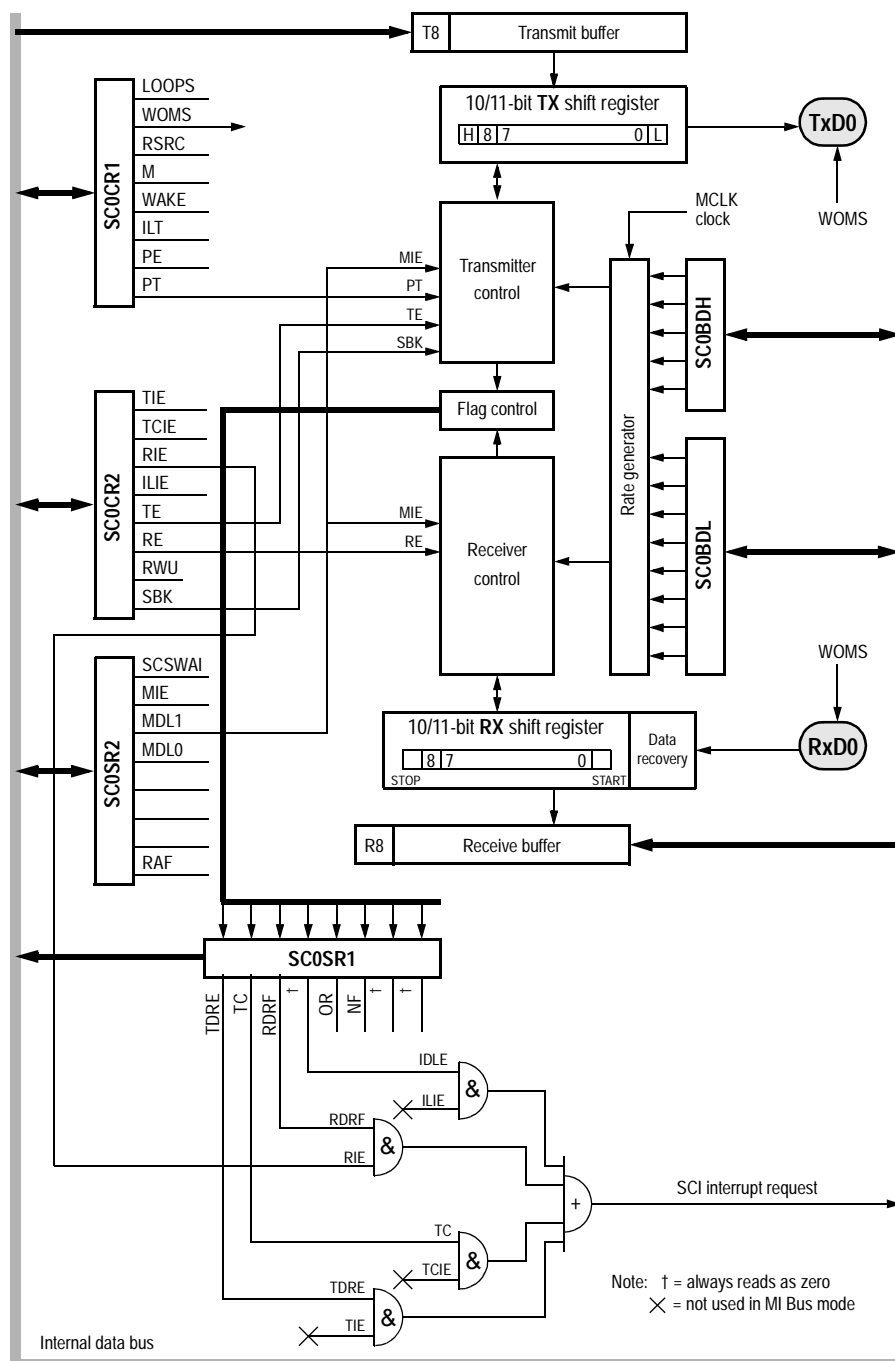 T8 Transmit buffer
10/11-bit TX shift register
H 8 7 0 L
TxD0
WOMS
MCLK
clock
SC0CR1
LOOPS
WOMS
RSRC
M
WAKE
ILT
PE
PT
MIE
PT
TE
SBK
Transmitter
control
Rate generator
SC0BDH
SC0BDL
Flag control
SC0CR2
TIE
TCIE
RIE
ILIE
TE
RE
RWU
SBK
MIE
RE
Receiver
control
SC0SR2
SCSWAI
MIE
MDL1
MDL0
RAF
WOMS
RxD0
10/11-bit RX shift register
8 7 0
STOP START
Data
recovery
R8 Receive buffer
SC0SR1
TDRE
TC
RDRF
†
OR
NF
†
†
IDLE
ILIE
&
RDRF
RIE
&
TC
TCIE
&
TDRE
TIE
&
+
SCI interrupt request
Note: † = always reads as zero
× = not used in MI Bus mode
Internal data bus